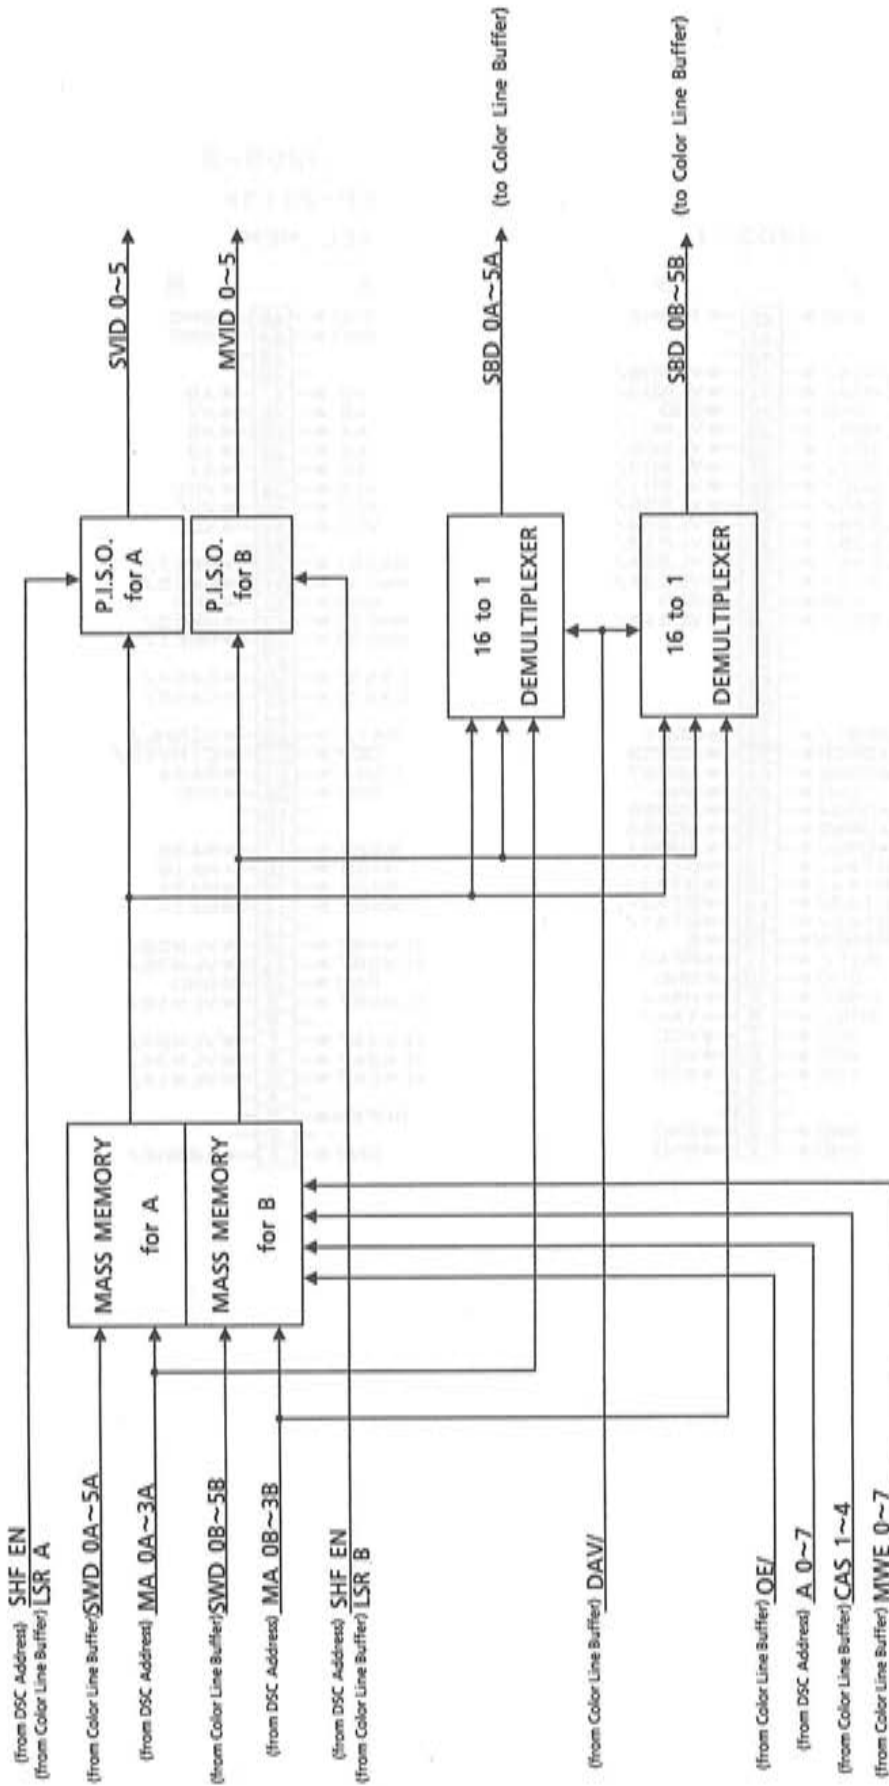 (from DSC Address) SHF EN
(from Color Line Buffer) LSR A
(from Color Line Buffer) SWD 0A~5A
(from DSC Address) MA 0A~3A
(from Color Line Buffer) SWD 0B~5B
(from DSC Address) MA 0B~3B
(from DSC Address) SHF EN
(from Color Line Buffer) LSR B
(from Color Line Buffer) DAV/
(from Color Line Buffer) OE/
(from DSC Address) A 0~7
(from Color Line Buffer) CAS 1~4
(from Color Line Buffer) MWE 0~7
MASS MEMORY
for A
MASS MEMORY
for B
P.I.S.O.
for A
P.I.S.O.
for B
16 to 1
DEMULTIPLEXER
16 to 1
DEMULTIPLEXER
SVID 0~5
MVID 0~5
SBD 0A~5A (to Color Line Buffer)
SBD 0B~5B (to Color Line Buffer)